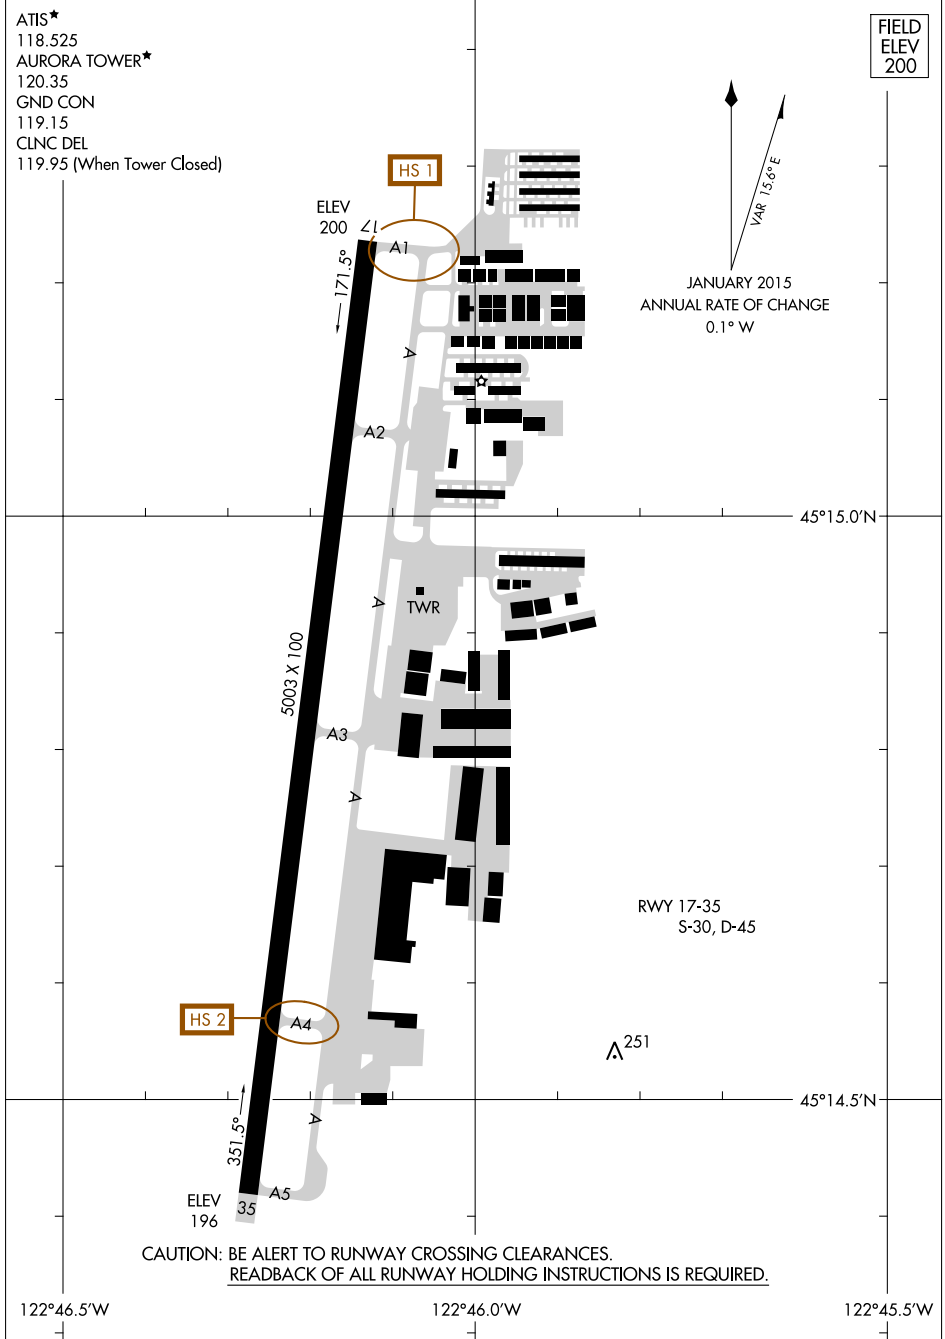 ATIS★
118.525
AURORA TOWER★
120.35
GND CON
119.15
CLNC DEL
119.95 (When Tower Closed)
FIELD
ELEV
200
HS 1
VAR 15.6° E
JANUARY 2015
ANNUAL RATE OF CHANGE
0.1° W
ELEV
200
17
A1
171.5°
A
A2
45°15.0'N
A
TWR
5003 X 100
A3
A
RWY 17-35
S-30, D-45
HS 2
A4
251
45°14.5'N
351.5°
A
A5
ELEV
196
35
CAUTION: BE ALERT TO RUNWAY CROSSING CLEARANCES.
READBACK OF ALL RUNWAY HOLDING INSTRUCTIONS IS REQUIRED.
122°46.5'W
122°46.0'W
122°45.5'W